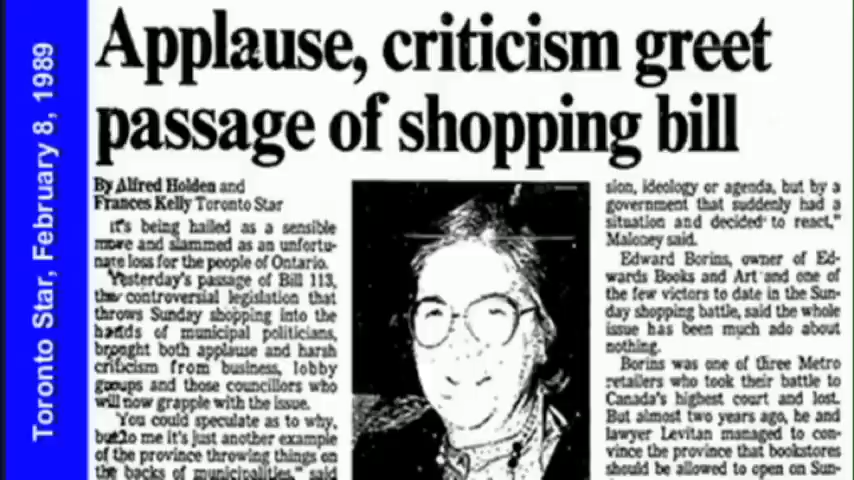 Toronto Star, February 8, 1989
Applause, criticism greet
passage of shopping bill
By Alfred Holden and
Frances Kelly Toronto Star
It's being hailed as a sensible
move and slammed as an unfortu-
nate loss for the people of Ontario.
Yesterday's passage of Bill 113,
the controversial legislation that
throws Sunday shopping into the
hands of municipal politicians,
brought both applause and harsh
criticism from business, lobby
groups and those councillors who
will now grapple with the issue.
"You could speculate as to why,
but to me it's just another example
of the province throwing things on
the backs of municipalities," said
sion, ideology or agenda, but by a
government that suddenly had a
situation and decided to react,"
Maloney said.
Edward Borins, owner of Ed-
wards Books and Art and one of
the few victors to date in the Sun-
day shopping battle, said the whole
issue has been much ado about
nothing.
Borins was one of three Metro
retailers who took their battle to
Canada's highest court and lost.
But almost two years ago, he and
lawyer Levitan managed to con-
vince the province that bookstores
should be allowed to open on Sun-